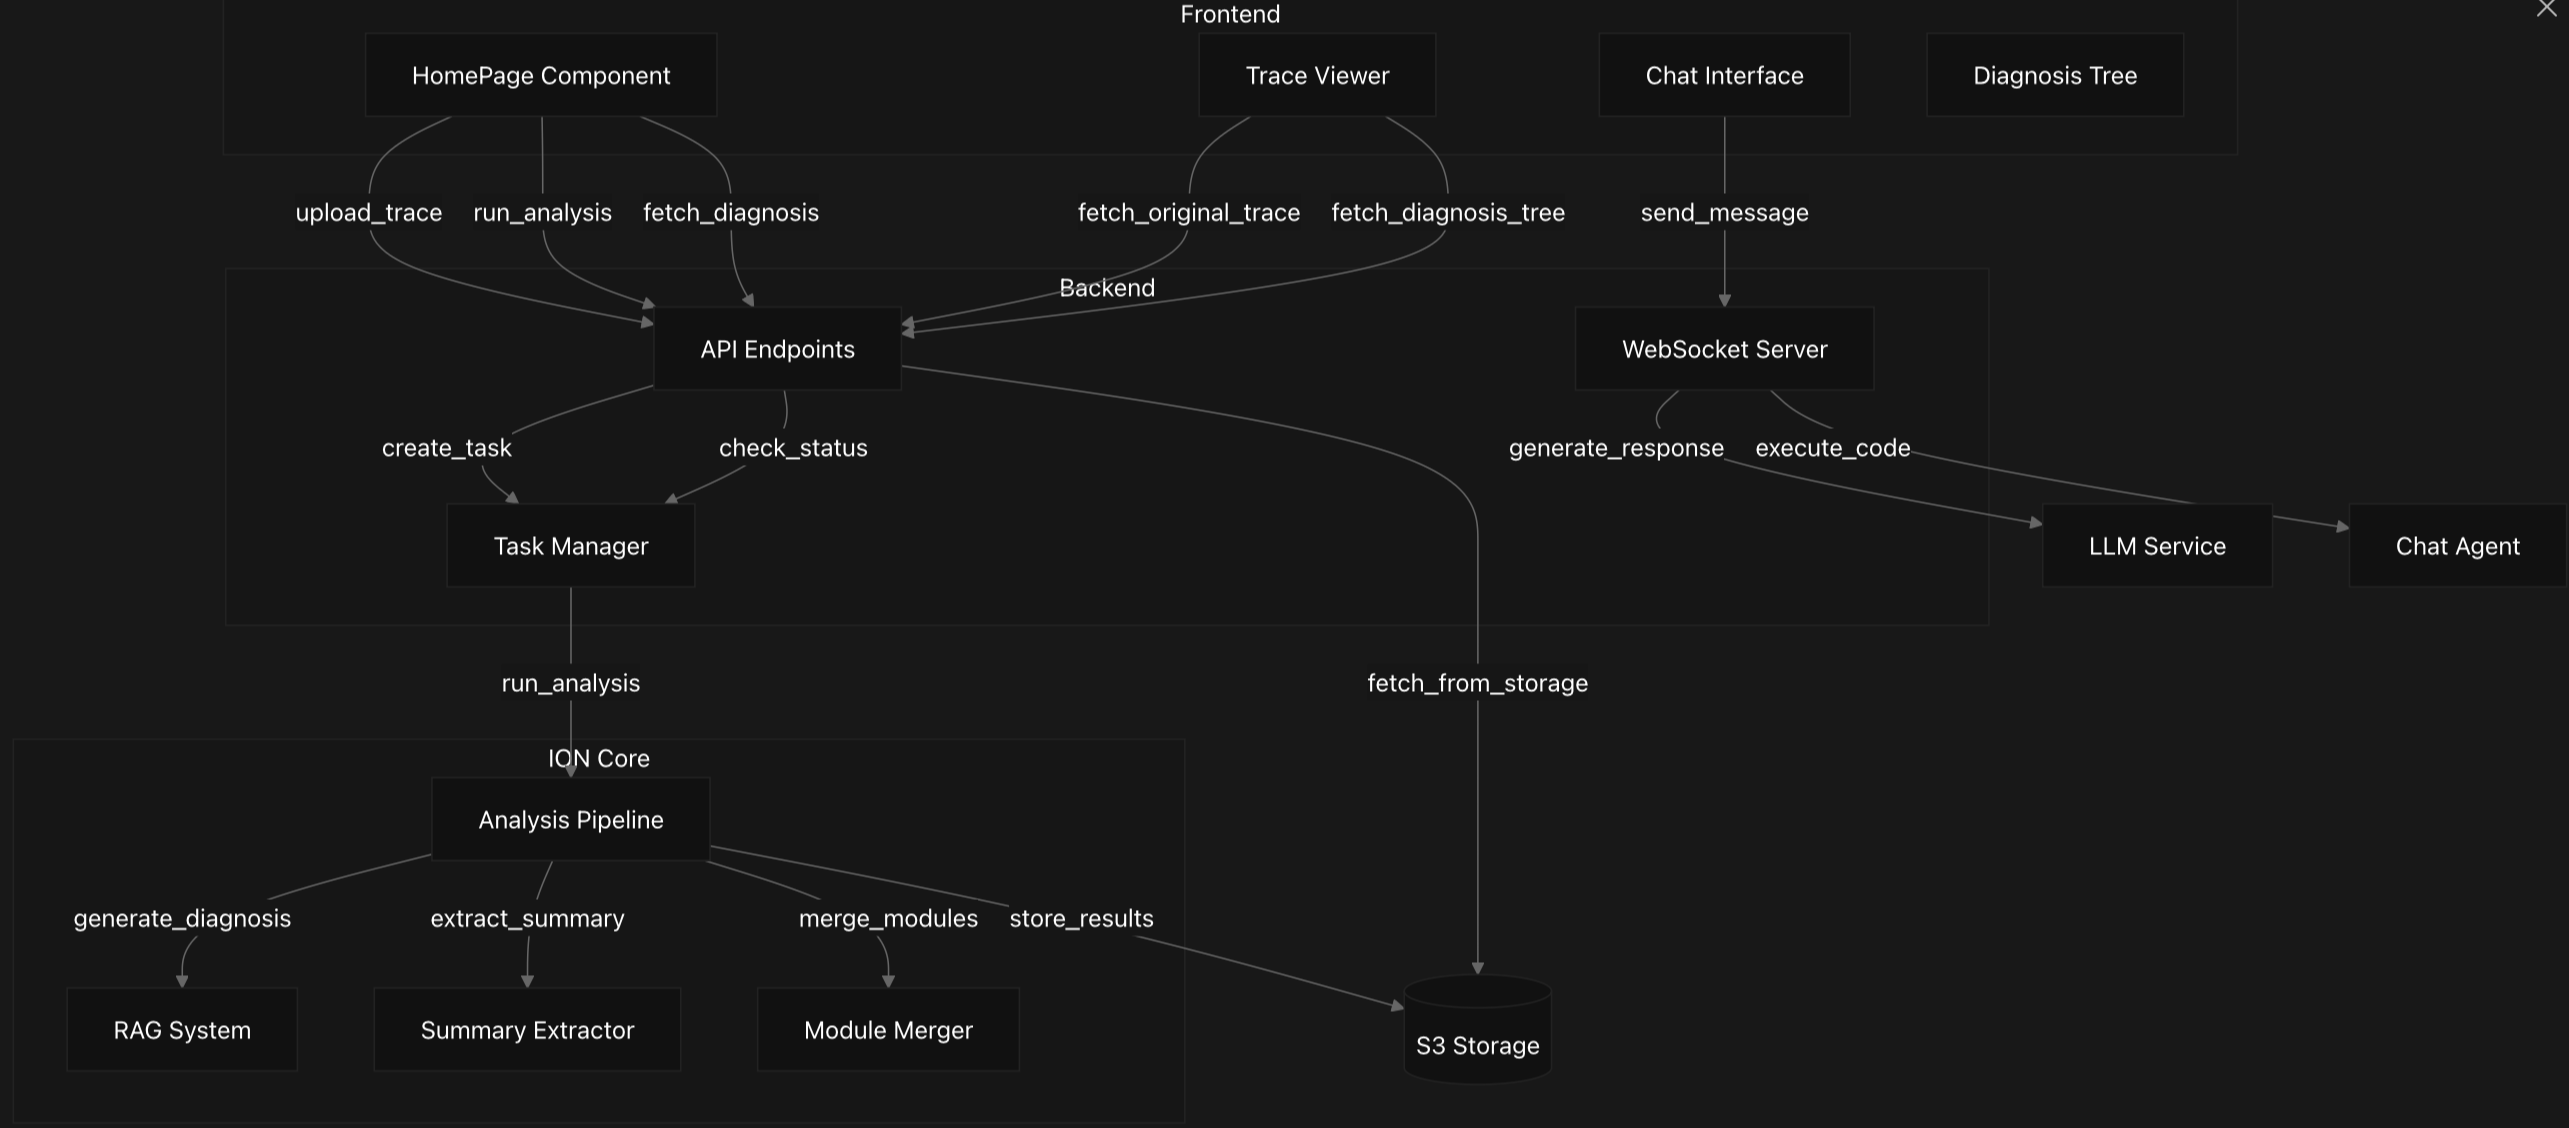 Frontend
HomePage Component
Trace Viewer
Chat Interface
Diagnosis Tree
upload_trace
run_analysis
fetch_diagnosis
fetch_original_trace
fetch_diagnosis_tree
send_message
Backend
API Endpoints
WebSocket Server
create_task
check_status
generate_response
execute_code
Task Manager
LLM Service
Chat Agent
run_analysis
fetch_from_storage
ION Core
Analysis Pipeline
generate_diagnosis
extract_summary
merge_modules
store_results
RAG System
Summary Extractor
Module Merger
S3 Storage